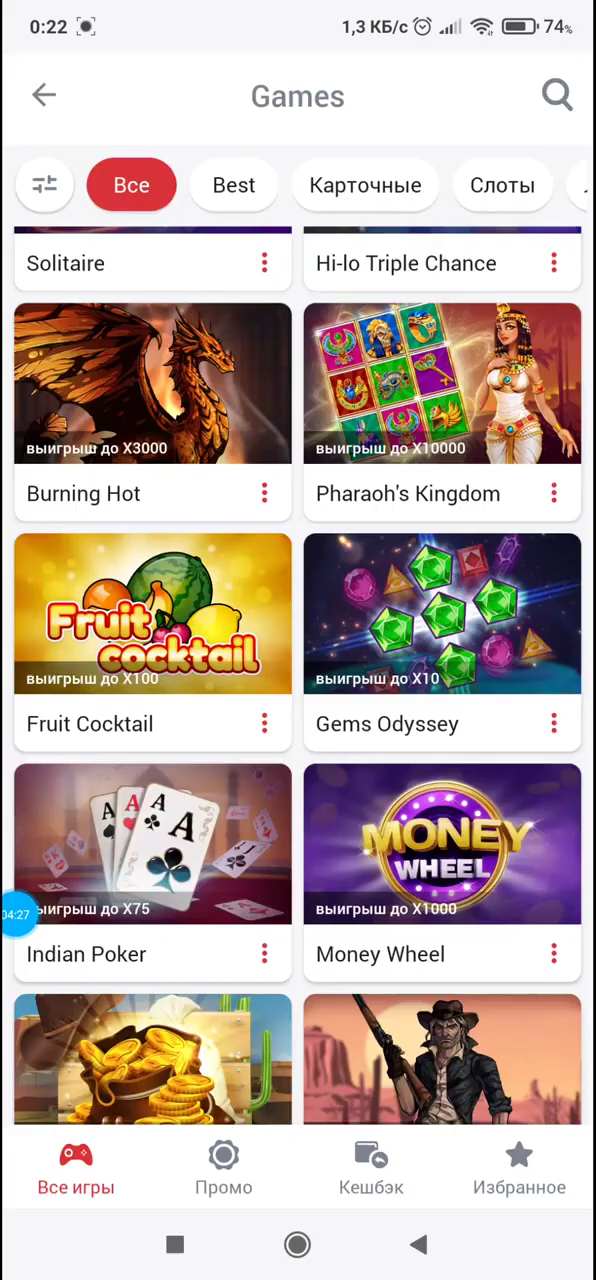 0:22 1,3 КБ/с 74%
Games
Все Best Карточные Слоты
Solitaire Hi-lo Triple Chance
выигрыш до X3000 выигрыш до X10000
Burning Hot Pharaoh's Kingdom
Fruit
cocktail
выигрыш до X100 выигрыш до X10
Fruit Cocktail Gems Odyssey
A A A A J
MONEY
WHEEL
04:27 ыигрыш до X75 выигрыш до X1000
Indian Poker Money Wheel
Все игры Промо Кешбэк Избранное